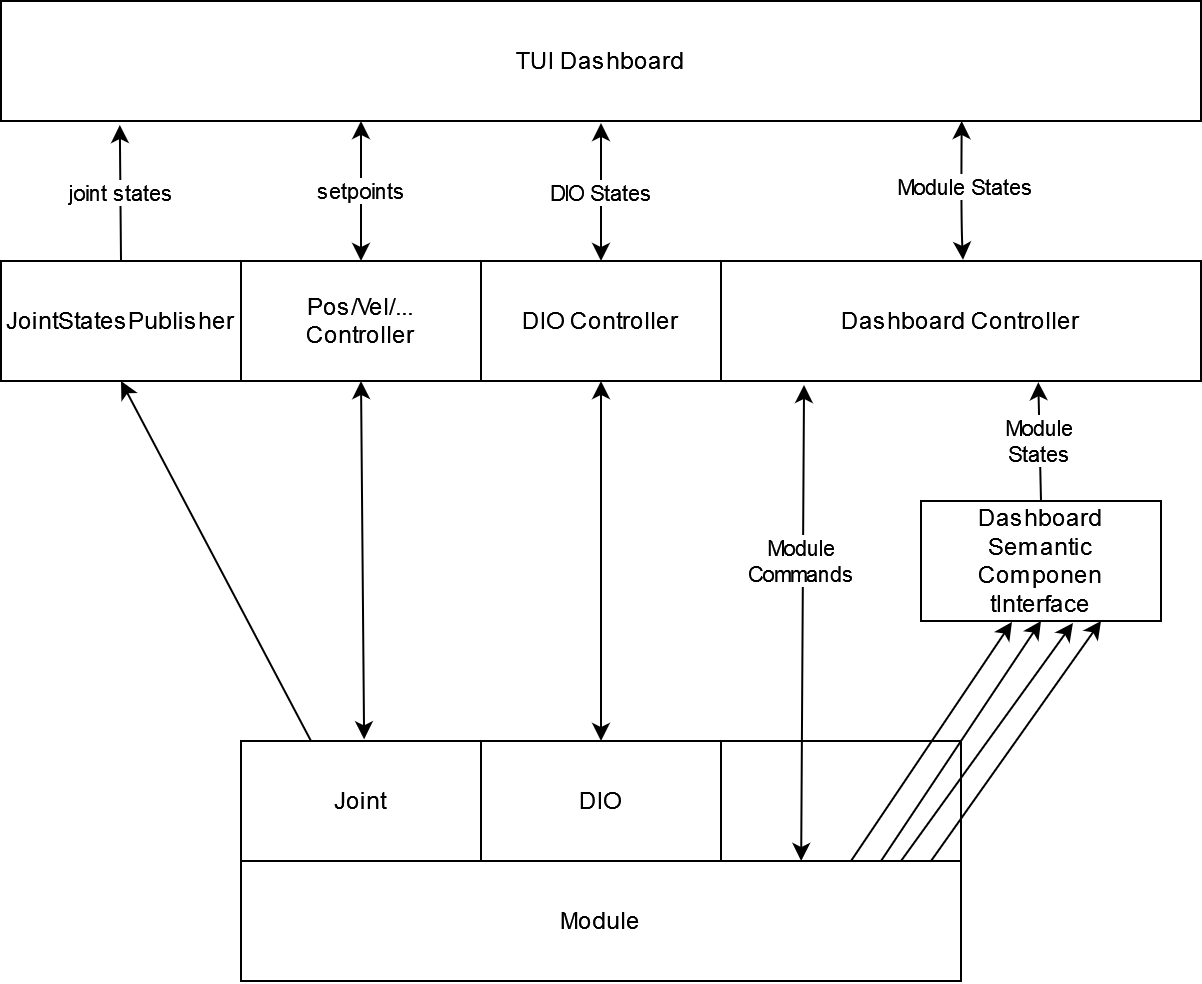 TUI Dashboard
joint states
setpoints
DIO States
Module States
JointStatesPublisher
Pos/Vel/...
Controller
DIO Controller
Dashboard Controller
Module
States
Module
Commands
Dashboard
Semantic
Componen
tInterface
Joint
DIO
Module